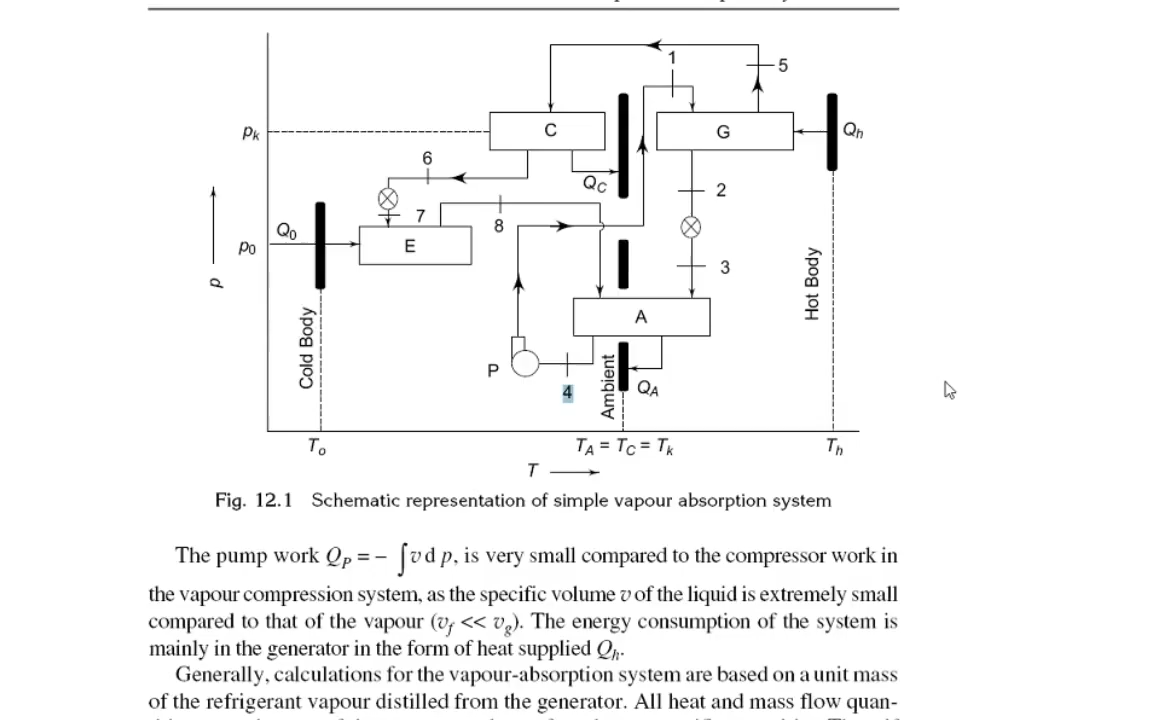 1
5
pk
C
G
Qh
6
QC
2
7
8
Q0
p0
E
3
p
Hot Body
A
Cold Body
P
4
Ambient
QA
To
TA = TC = Tk
Th
T
Fig. 12.1 Schematic representation of simple vapour absorption system
The pump work QP = – ∫v d p, is very small compared to the compressor work in
the vapour compression system, as the specific volume v of the liquid is extremely small
compared to that of the vapour (vf << vg). The energy consumption of the system is
mainly in the generator in the form of heat supplied Qh.
Generally, calculations for the vapour-absorption system are based on a unit mass
of the refrigerant vapour distilled from the generator. All heat and mass flow quan-